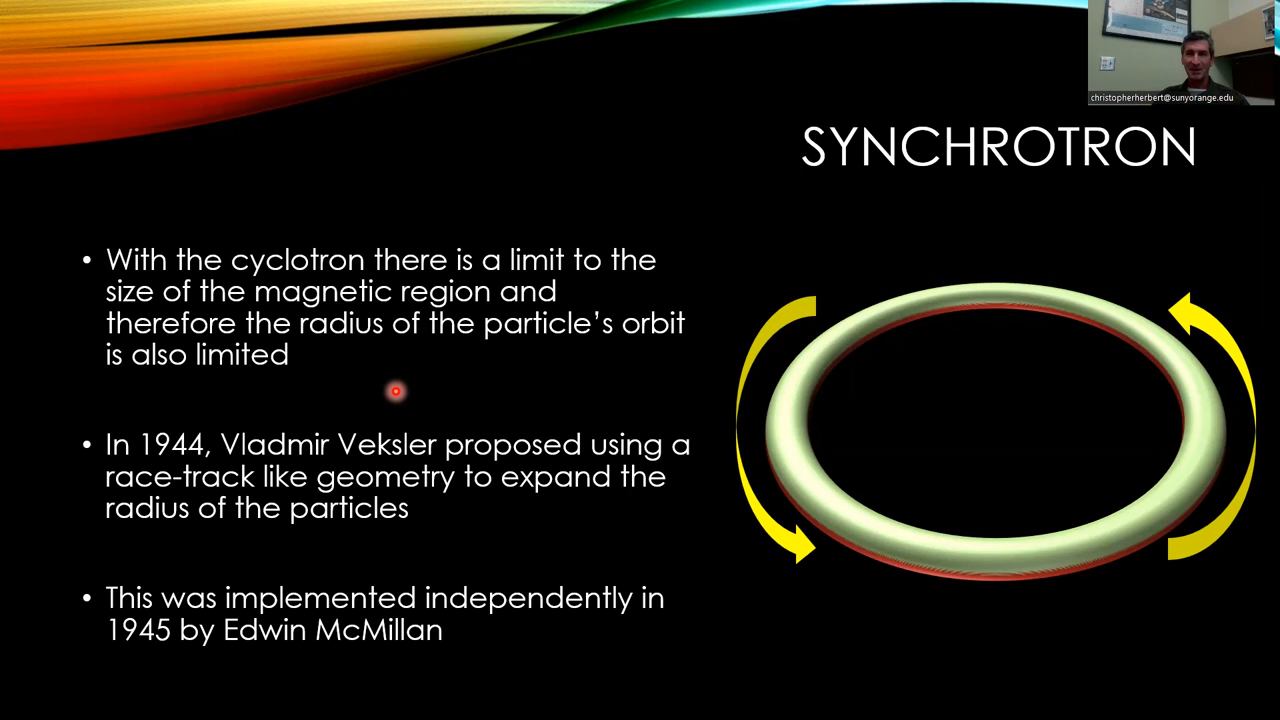 christopherherbert@sunyorange.edu
SYNCHROTRON
• With the cyclotron there is a limit to the
size of the magnetic region and
therefore the radius of the particle’s orbit
is also limited
• In 1944, Vladmir Veksler proposed using a
race-track like geometry to expand the
radius of the particles
• This was implemented independently in
1945 by Edwin McMillan